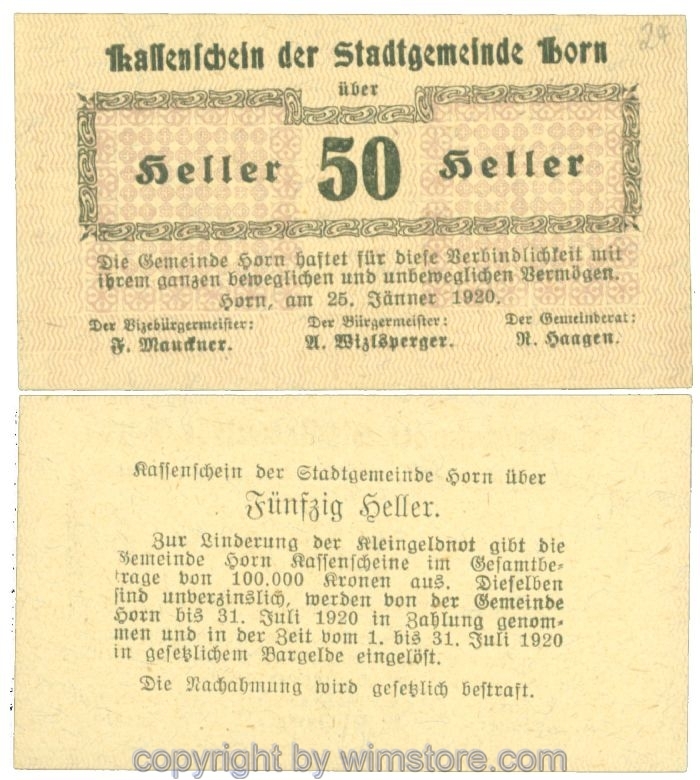 Kassenschein der Stadtgemeinde Horn
24
über
Heller 50 Heller
Die Gemeinde Horn haftet für diese Verbindlichkeit mit
ihrem ganzen beweglichen und unbeweglichen Vermögen.
Horn, am 25. Jänner 1920.
Der Vizebürgermeister: Der Bürgermeister: Der Gemeinderat:
F. Mauckner. A. Wizlsperger. R. Haagen.
Kassenschein der Stadtgemeinde Horn über
Fünfzig Heller.
Zur Linderung der Kleingeldnot gibt die
Gemeinde Horn Kassenscheine im Gesamtbe-
trage von 100.000 Kronen aus. Dieselben
sind unverzinslich, werden von der Gemeinde
Horn bis 31. Juli 1920 in Zahlung genom-
men und in der Zeit vom 1. bis 31. Juli 1920
in gesetzlichem Bargelde eingelöst.
Die Nachahmung wird gesetzlich bestraft.
copyright by wimstore.com